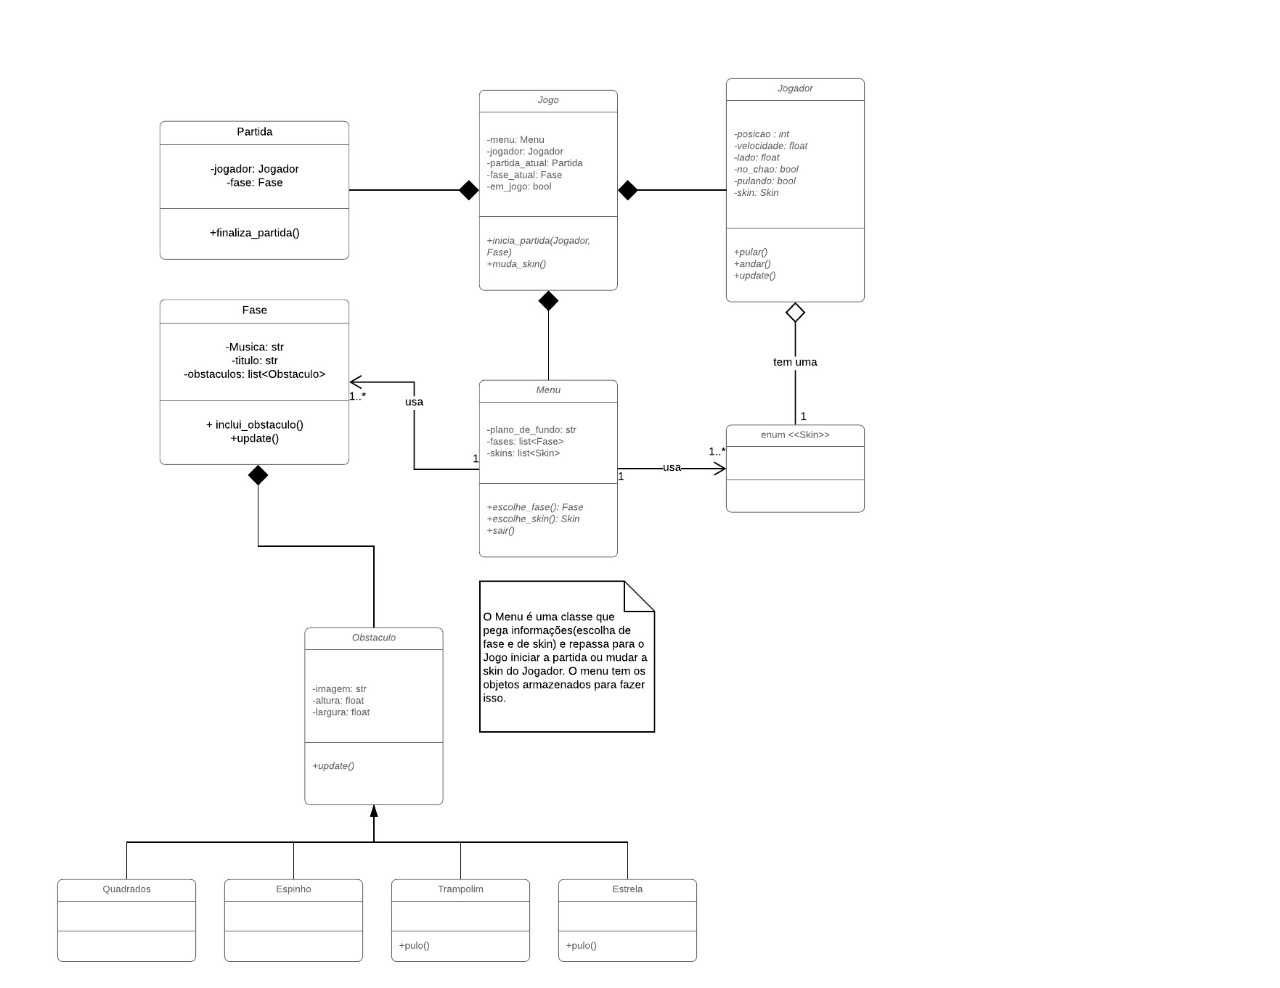 Jogo
-menu: Menu
-jogador: Jogador
-partida_atual: Partida
-fase_atual: Fase
-em_jogo: bool
+inicia_partida(Jogador,
Fase)
+muda_skin()
Jogador
-posicao : int
-velocidade: float
-lado: float
-no_chao: bool
-pulando: bool
-skin: Skin
+pular()
+andar()
+update()
Partida
-jogador: Jogador
-fase: Fase
+finaliza_partida()
Fase
-Musica: str
-titulo: str
-obstaculos: list<Obstaculo>
+ inclui_obstaculo()
+update()
1..*
usa
1
Menu
-plano_de_fundo: str
-fases: list<Fase>
-skins: list<Skin>
+escolhe_fase(): Fase
+escolhe_skin(): Skin
+sair()
1
usa
1..*
tem uma
1
enum <<Skin>>
O Menu é uma classe que
pega informações(escolha de
fase e de skin) e repassa para o
Jogo iniciar a partida ou mudar a
skin do Jogador. O menu tem os
objetos armazenados para fazer
isso.
Obstaculo
-imagem: str
-altura: float
-largura: float
+update()
Quadrados
Espinho
Trampolim
+pulo()
Estrela
+pulo()